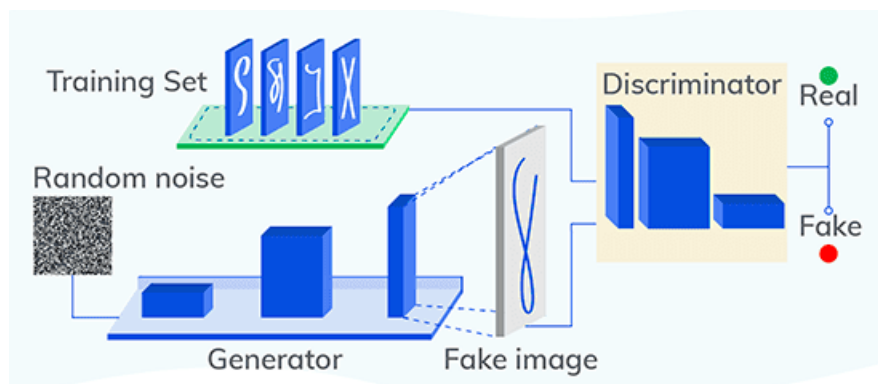 Training Set
Discriminator
Real
Random noise
Fake
Generator
Fake image